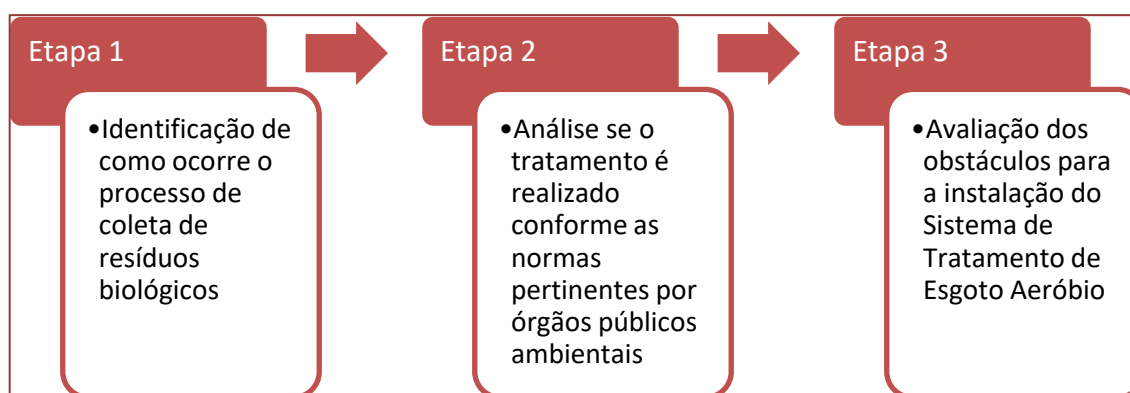 Etapa 1
•Identificação de
como ocorre o
processo de
coleta de
resíduos
biológicos
Etapa 2
•Análise se o
tratamento é
realizado
conforme as
normas
pertinentes por
órgãos públicos
ambientais
Etapa 3
•Avaliação dos
obstáculos para
a instalação do
Sistema de
Tratamento de
Esgoto Aeróbio